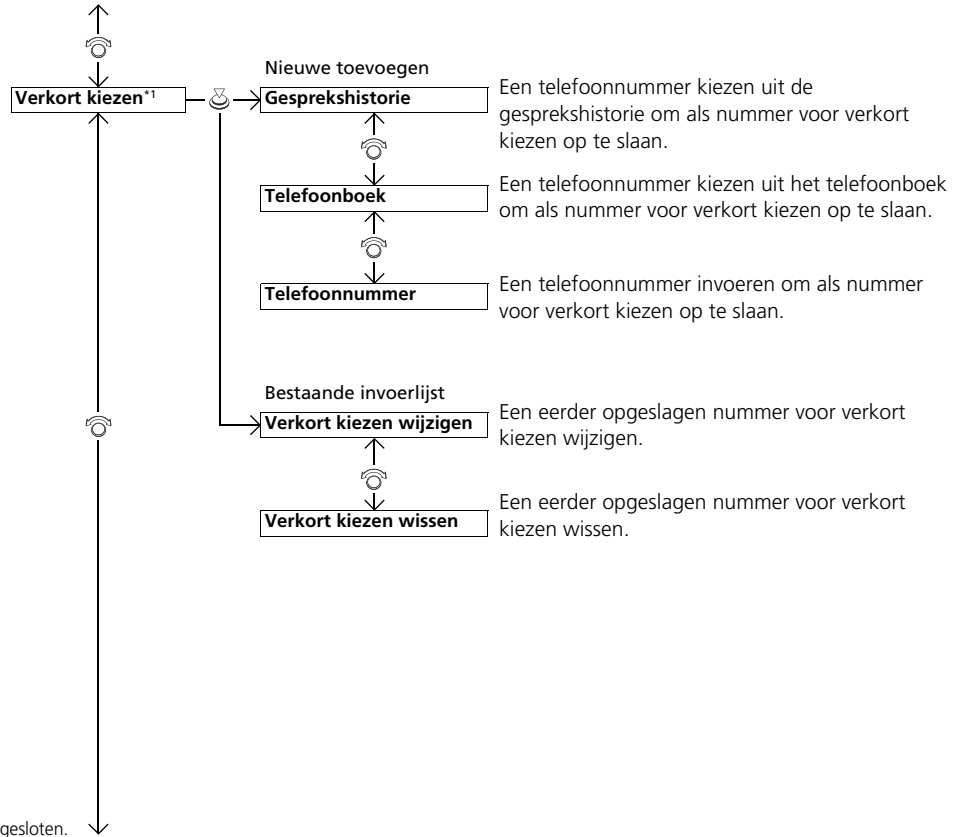 Nieuwe toevoegen
Verkort kiezen*1
Gesprekshistorie
Een telefoonnummer kiezen uit de
gesprekshistorie om als nummer voor verkort
kiezen op te slaan.
Telefoonboek
Een telefoonnummer kiezen uit het telefoonboek
om als nummer voor verkort kiezen op te slaan.
Telefoonnummer
Een telefoonnummer invoeren om als nummer
voor verkort kiezen op te slaan.
Bestaande invoerlijst
Verkort kiezen wijzigen
Een eerder opgeslagen nummer voor verkort
kiezen wijzigen.
Verkort kiezen wissen
Een eerder opgeslagen nummer voor verkort
kiezen wissen.
gesloten.